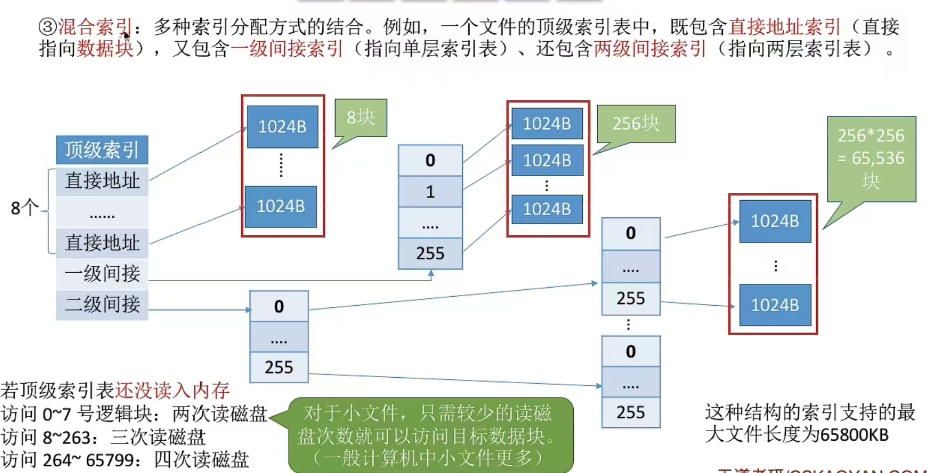 ③混合索引：多种索引分配方式的结合。例如，一个文件的顶级索引表中，既包含直接地址索引（直接
指向数据块），又包含一级间接索引（指向单层索引表）、还包含两级间接索引（指向两层索引表）。
8个
顶级索引
直接地址
……
直接地址
一级间接
二级间接
1024B
1024B
8块
0
1
....
255
1024B
1024B
...
1024B
256块
0
....
255
0
....
255
...
0
....
255
1024B
...
1024B
256*256
= 65,536
块
若顶级索引表还没读入内存
访问 0~7 号逻辑块：两次读磁盘
访问 8~263：三次读磁盘
访问 264~ 65799：四次读磁盘
对于小文件，只需较少的读磁
盘次数就可以访问目标数据块。
（一般计算机中小文件更多）
这种结构的索引支持的最
大文件长度为65800KB